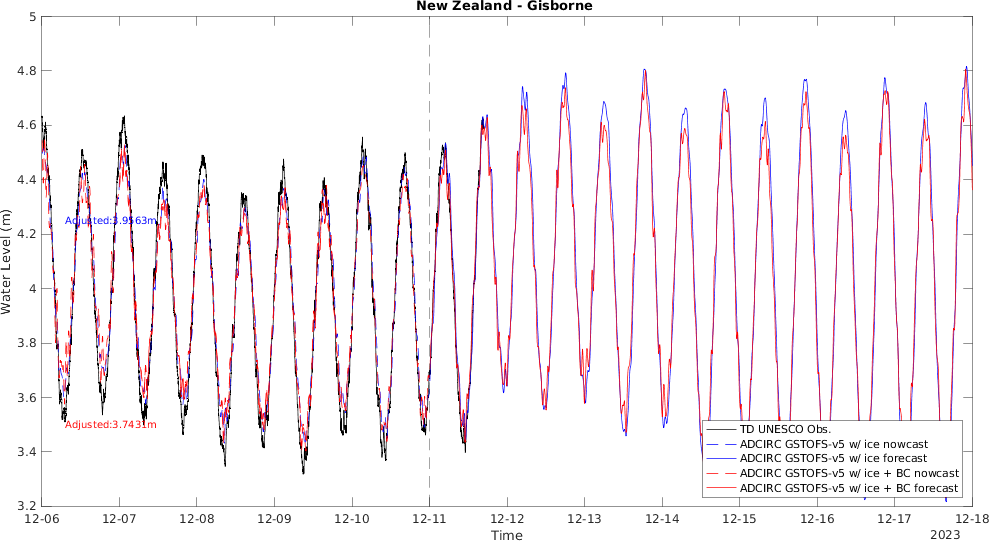 New Zealand - Gisborne
5
4.8
4.6
4.4
4.2
4
3.8
3.6
3.4
3.2
Water Level (m)
Adjusted:3.9563m
Adjusted:3.7431m
TD UNESCO Obs.
ADCIRC GSTOFS-v5 w/ ice nowcast
ADCIRC GSTOFS-v5 w/ ice forecast
ADCIRC GSTOFS-v5 w/ ice + BC nowcast
ADCIRC GSTOFS-v5 w/ ice + BC forecast
12-06 12-07 12-08 12-09 12-10 12-11 12-12 12-13 12-14 12-15 12-16 12-17 12-18
Time
2023